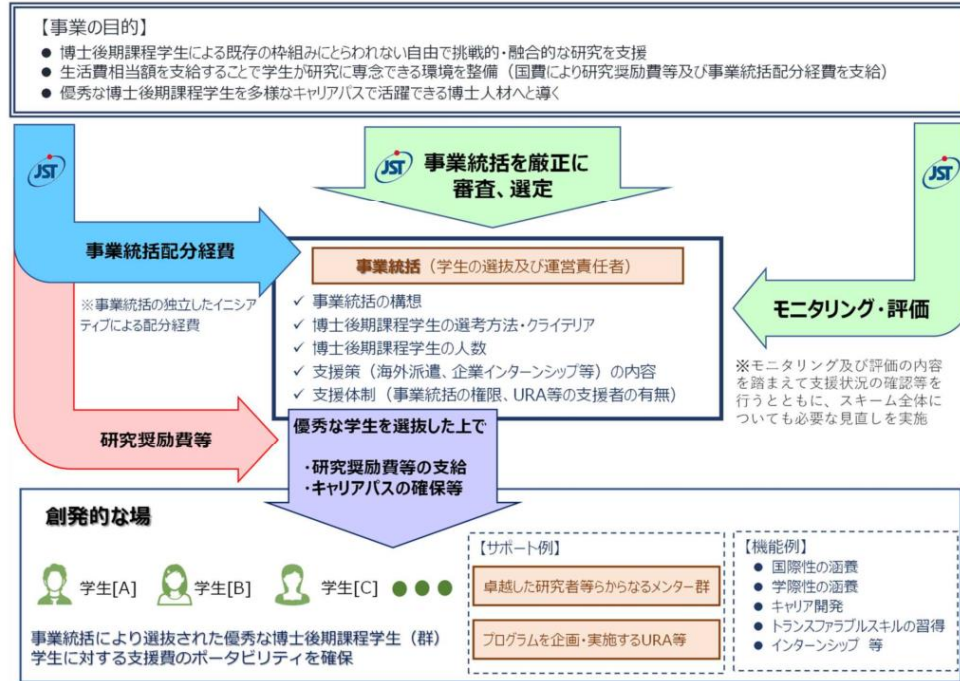 【事業の目的】
● 博士後期課程学生による既存の枠組みにとらわれない自由で挑戦的・融合的な研究を支援
● 生活費相当額を支給することで学生が研究に専念できる環境を整備（国費により研究奨励費等及び事業統括配分経費を支給）
● 優秀な博士後期課程学生を多様なキャリアパスで活躍できる博士人材へと導く
JST
JST
事業統括を厳正に
審査、選定
JST
事業統括配分経費
※事業統括の独立したイニシア
ティブによる配分経費
研究奨励費等
事業統括（学生の選抜及び運営責任者）
✓ 事業統括の構想
✓ 博士後期課程学生の選考方法・クライテリア
✓ 博士後期課程学生の人数
✓ 支援策（海外派遣、企業インターンシップ等）の内容
✓ 支援体制（事業統括の権限、URA等の支援者の有無）
モニタリング・評価
※モニタリング及び評価の内容
を踏まえて支援状況の確認等を
行うとともに、スキーム全体に
ついても必要な見直しを実施
優秀な学生を選抜した上で
・研究奨励費等の支給
・キャリアパスの確保等
創発的な場
学生[A]
学生[B]
学生[C]
事業統括により選抜された優秀な博士後期課程学生（群）
学生に対する支援費のポータビリティを確保
【サポート例】
卓越した研究者等らからなるメンター群
プログラムを企画・実施するURA等
【機能例】
● 国際性の涵養
● 学際性の涵養
● キャリア開発
● トランスファラブルスキルの習得
● インターンシップ 等